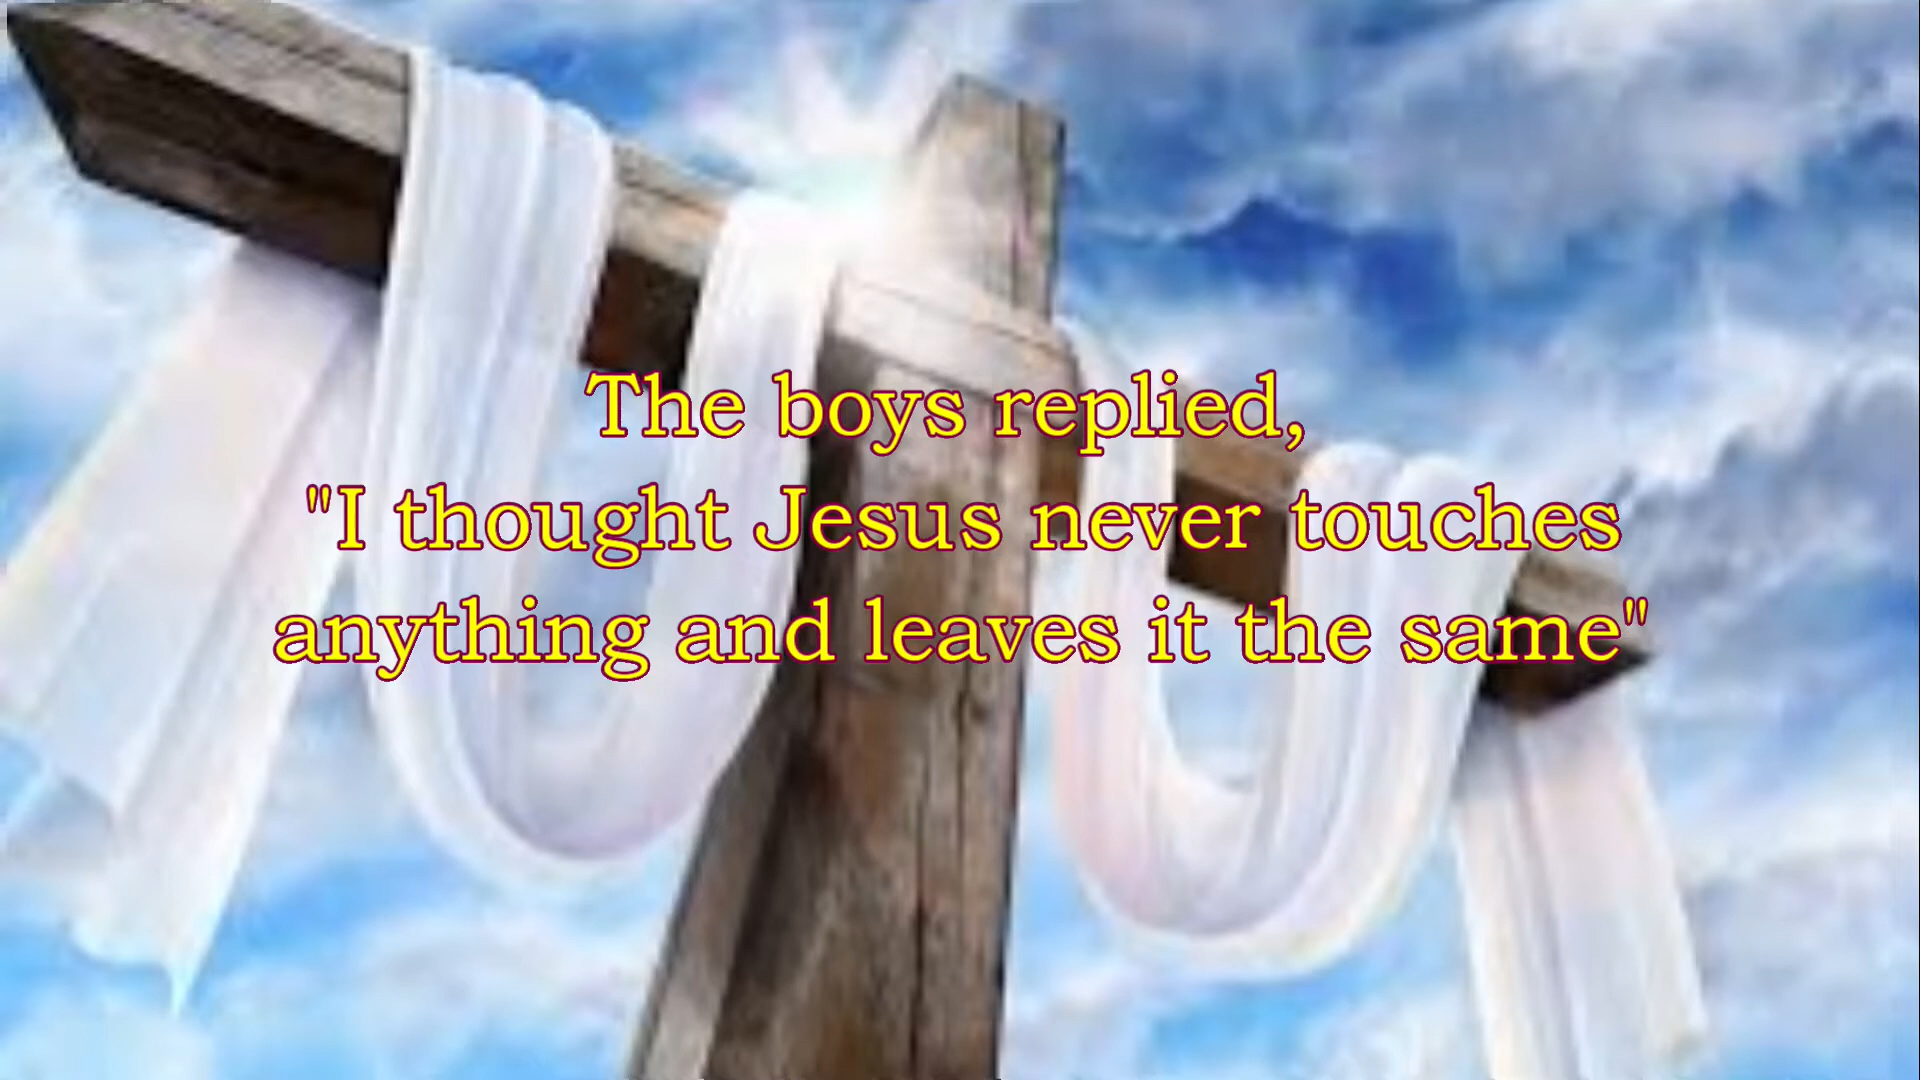 The boys replied,
"I thought Jesus never touches
anything and leaves it the same"